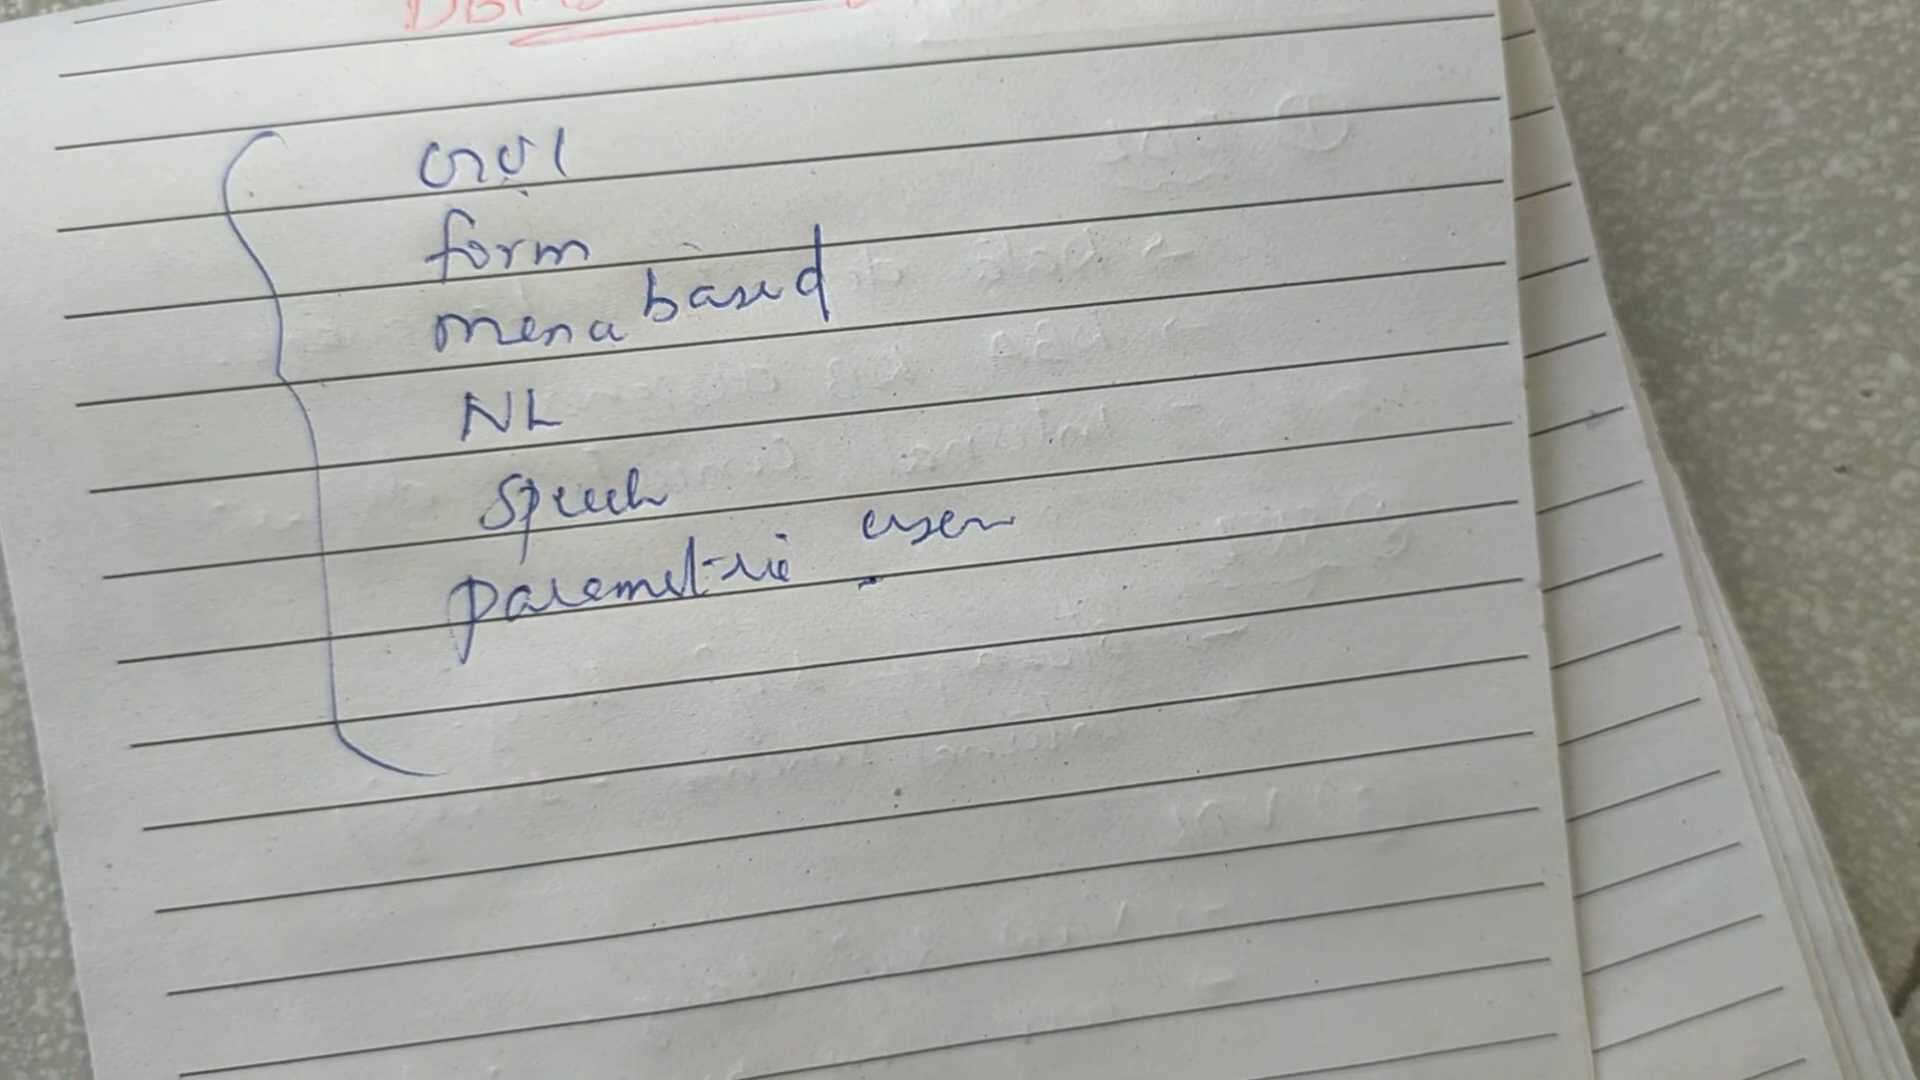 GUI
form
menu based
NL
Speech
Parametric user